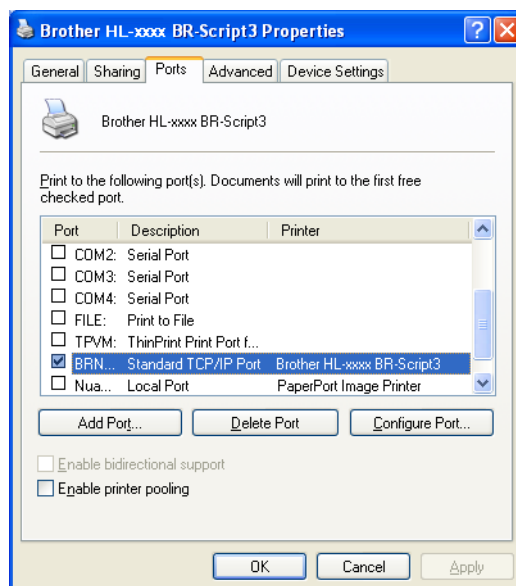 Brother HL-xxxx BR-Script3 Properties
General Sharing Ports Advanced Device Settings
Brother HL-xxxx BR-Script3
Print to the following port(s). Documents will print to the first free
checked port.
Port Description Printer
COM2: Serial Port
COM3: Serial Port
COM4: Serial Port
FILE: Print to File
TPVM: ThinPrint Print Port f...
BRN... Standard TCP/IP Port Brother HL-xxxx BR-Script3
Nua... Local Port PaperPort Image Printer
Add Port... Delete Port Configure Port...
Enable bidirectional support
Enable printer pooling
OK Cancel Apply